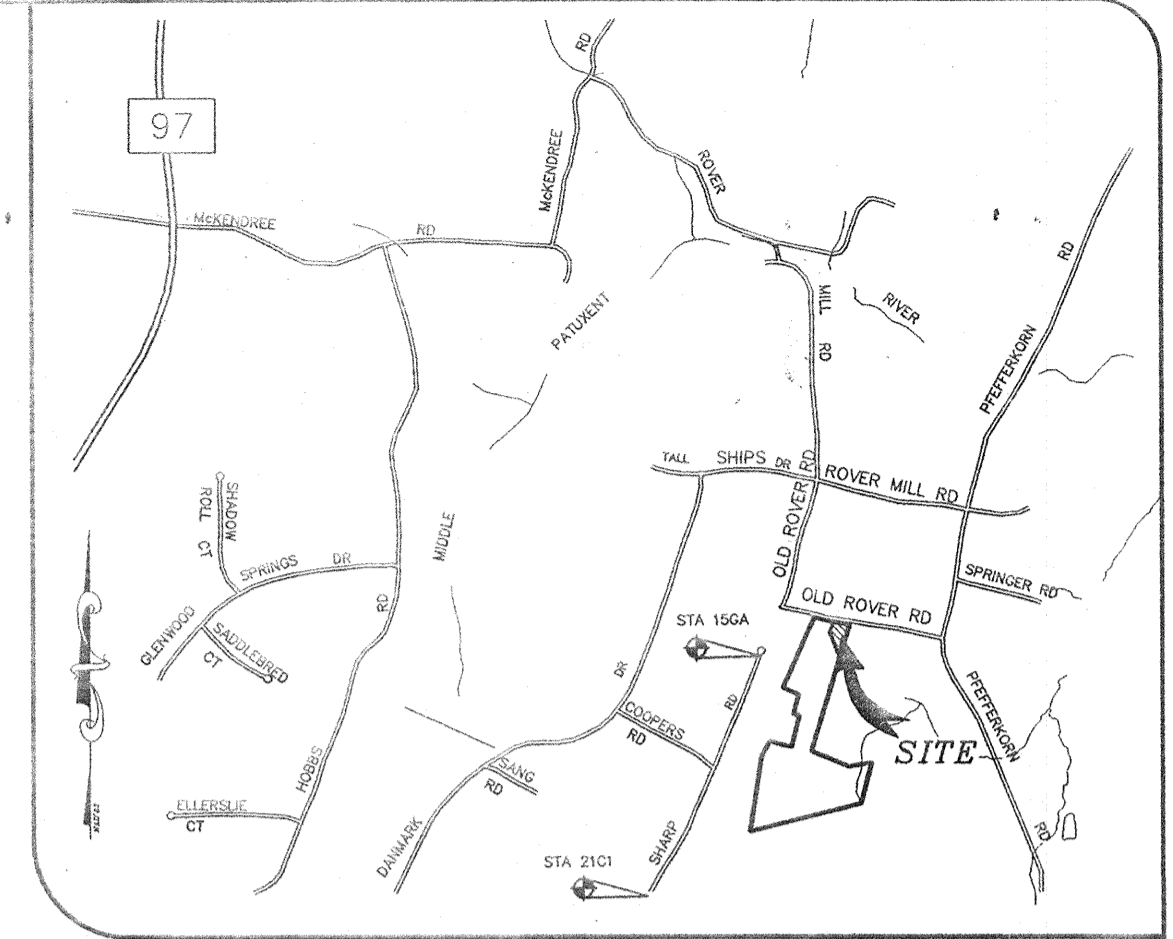 RD
97
McKENDREE
ROVER
McKENDREE
RD
RD
PATUXENT
MILL
RD
RIVER
PFEFFERKORN
TALL SHIPS DR
OLD ROVER RD
ROVER MILL RD
SHADOW
ROLL CT
MIDDLE
SPRINGS DR
GLENWOOD
SADDLEBRED
CT
RD
SPRINGER RD
OLD ROVER RD
STA 15GA
DR
COOPERS
RD
RD
PFEFFERKORN
SITE
HOBBS
SANG
RD
ELLERSLIE
CT
DANMARK
SHARP
RD
STA 21C1